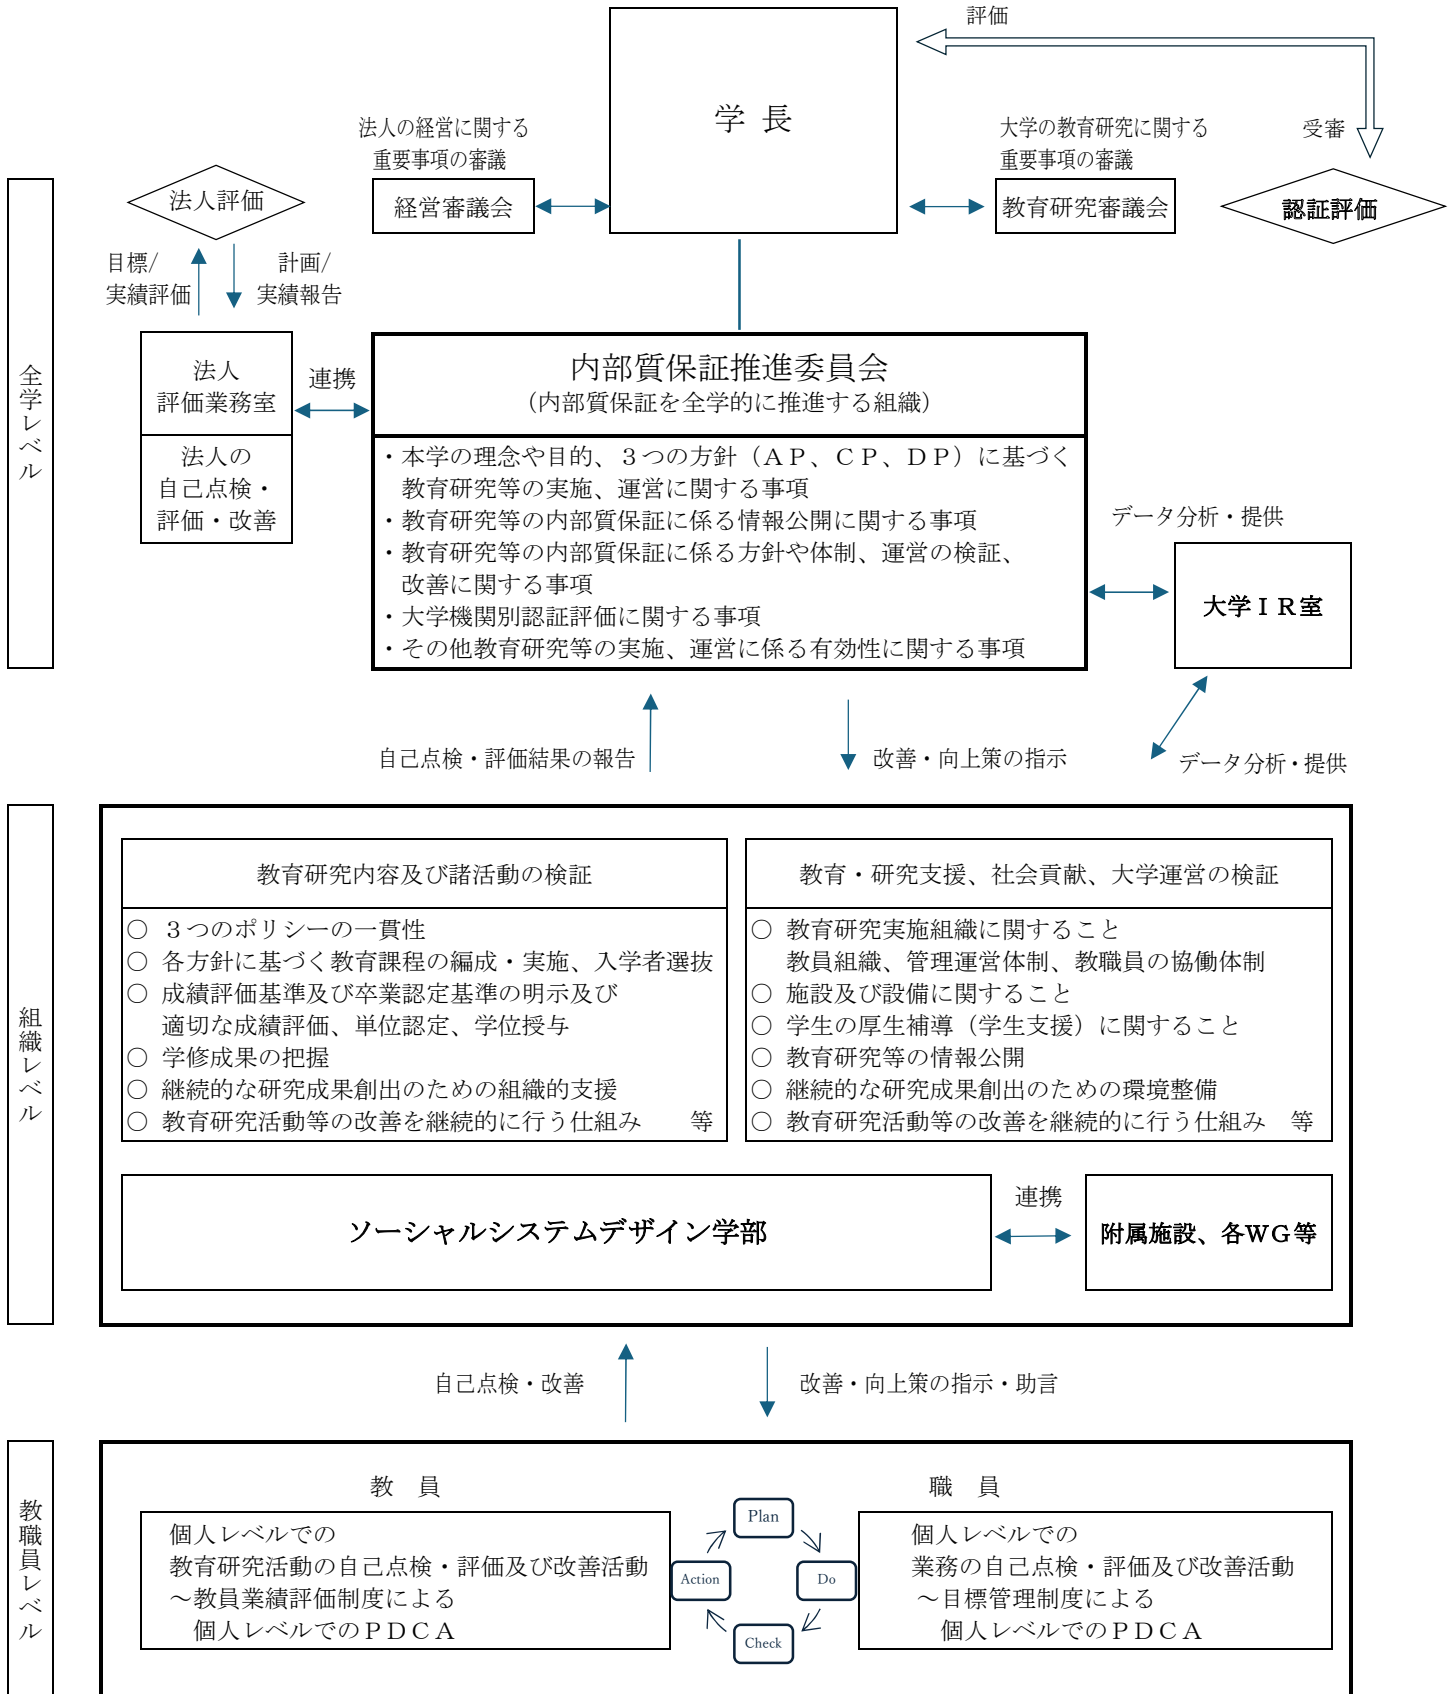 評価
学 長
法人の経営に関する
重要事項の審議
経営審議会
大学の教育研究に関する
重要事項の審議
教育研究審議会
受審
認証評価
法人評価
目標/
実績評価
計画/
実績報告
全学レベル
法人
評価業務室
法人の
自己点検・
評価・改善
連携
内部質保証推進委員会
（内部質保証を全学的に推進する組織）
・本学の理念や目的、３つの方針（ＡＰ、ＣＰ、ＤＰ）に基づく
教育研究等の実施、運営に関する事項
・教育研究等の内部質保証に係る情報公開に関する事項
・教育研究等の内部質保証に係る方針や体制、運営の検証、
改善に関する事項
・大学機関別認証評価に関する事項
・その他教育研究等の実施、運営に係る有効性に関する事項
データ分析・提供
大学ＩＲ室
自己点検・評価結果の報告
改善・向上策の指示
データ分析・提供
組織レベル
教育研究内容及び諸活動の検証
○ ３つのポリシーの一貫性
○ 各方針に基づく教育課程の編成・実施、入学者選抜
○ 成績評価基準及び卒業認定基準の明示及び
適切な成績評価、単位認定、学位授与
○ 学修成果の把握
○ 継続的な研究成果創出のための組織的支援
○ 教育研究活動等の改善を継続的に行う仕組み　　等
教育・研究支援、社会貢献、大学運営の検証
○ 教育研究実施組織に関すること
教員組織、管理運営体制、教職員の協働体制
○ 施設及び設備に関すること
○ 学生の厚生補導（学生支援）に関すること
○ 教育研究等の情報公開
○ 継続的な研究成果創出のための環境整備
○ 教育研究活動等の改善を継続的に行う仕組み　等
ソーシャルシステムデザイン学部
連携
附属施設、各ＷＧ等
自己点検・改善
改善・向上策の指示・助言
教職員レベル
教　員
個人レベルでの
教育研究活動の自己点検・評価及び改善活動
～教員業績評価制度による
個人レベルでのＰＤＣＡ
Plan
Action
Do
Check
職　員
個人レベルでの
業務の自己点検・評価及び改善活動
～目標管理制度による
個人レベルでのＰＤＣＡ